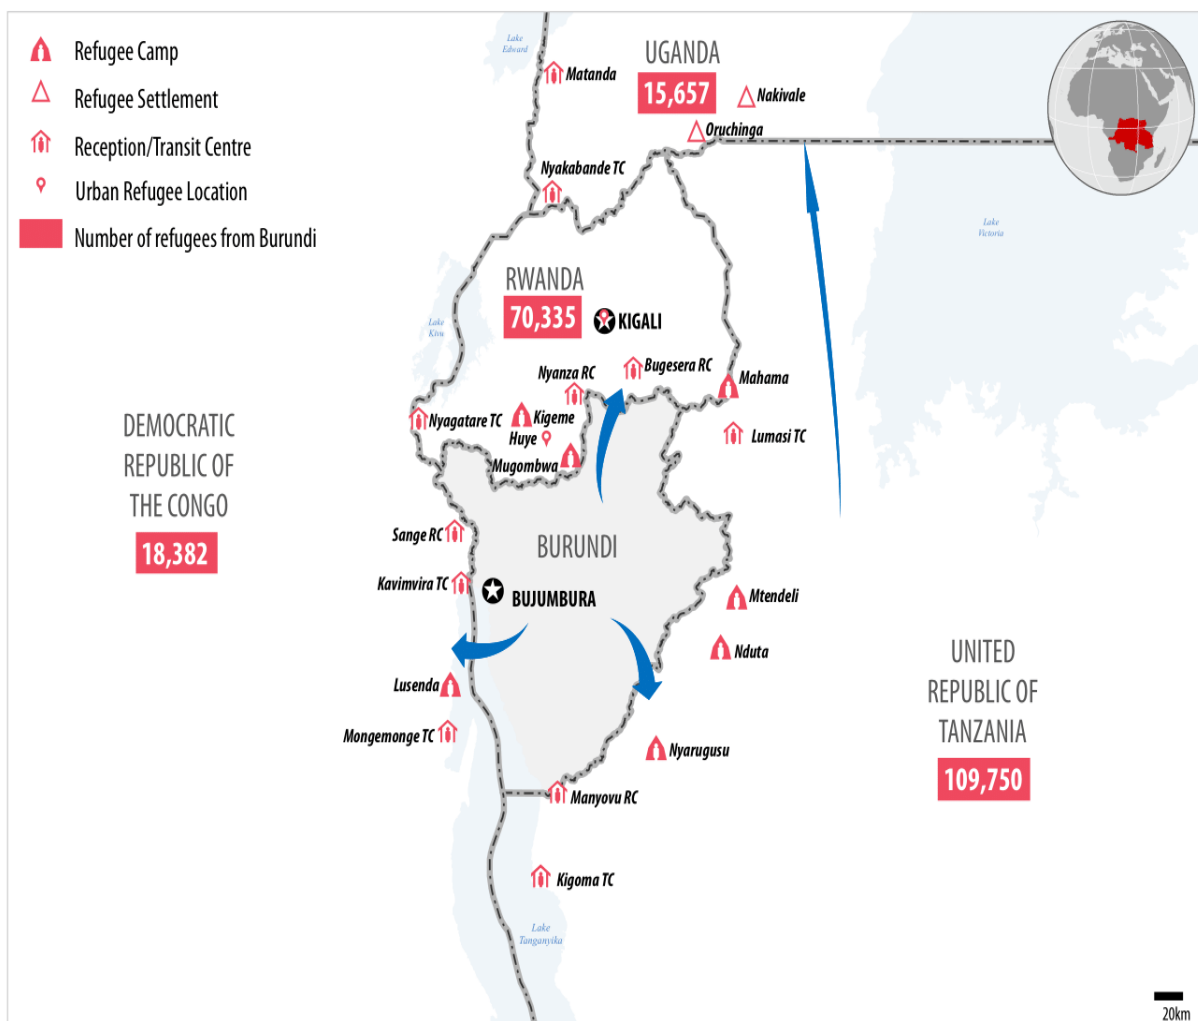 Refugee Camp
Refugee Settlement
Reception/Transit Centre
Urban Refugee Location
Number of refugees from Burundi
Lake
Edward
Matanda
UGANDA
15,657
Nakivale
Oruchinga
Nyakabande TC
Lake
Victoria
RWANDA
70,335
KIGALI
Lake
Kivu
Nyanza RC
Bugesera RC
Mahama
Nyagatare TC
Kigeme
Huye
Mugombwa
Lumasi TC
DEMOCRATIC
REPUBLIC OF
THE CONGO
18,382
Sange RC
BURUNDI
Kavimvira TC
BUJUMBURA
Mtendeli
Nduta
Lusenda
Mongemonge TC
Nyarugusu
UNITED
REPUBLIC OF
TANZANIA
109,750
Manyovu RC
Kigoma TC
Lake
Tanganyika
20km